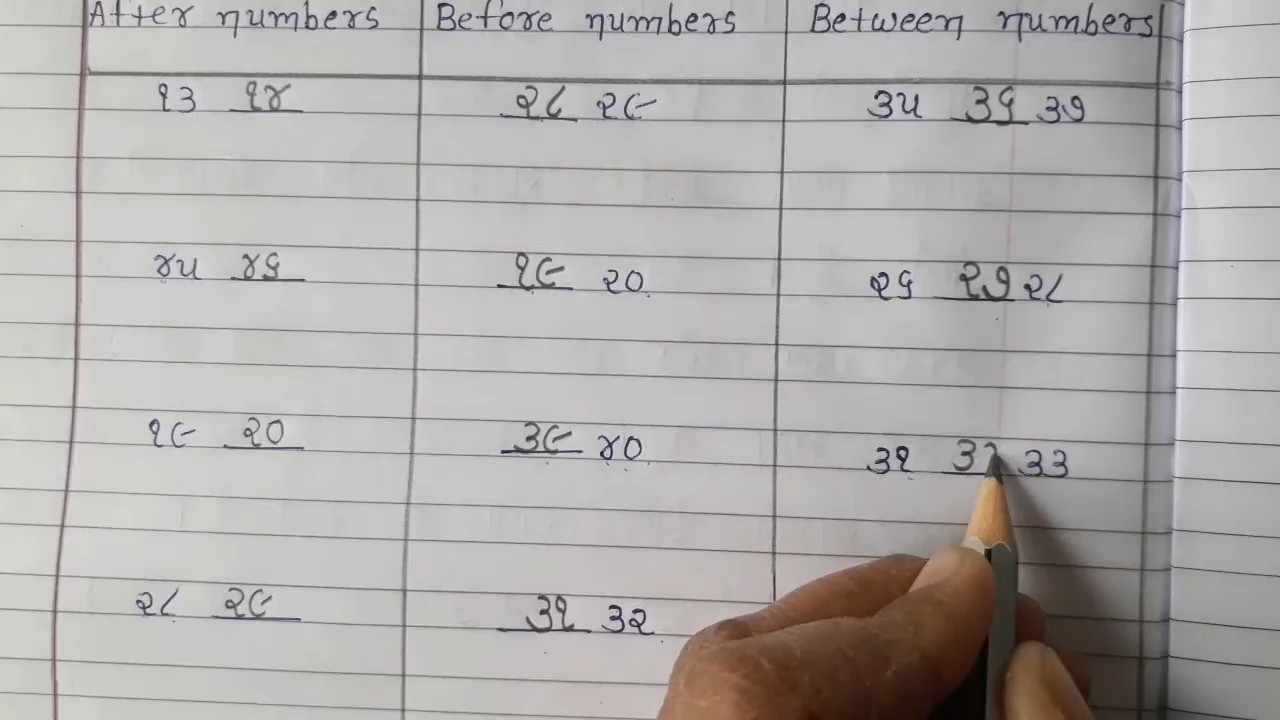 After numbers Before numbers Between numbers
૧૩ ૧૪ ૨૮ ૨૯ ૩૫ ૩૬ ૩૭
૪૫ ૪૬ ૧૯ ૨૦ ૨૬ ૨૭ ૨૮
૧૯ ૨૦ ૩૯ ૪૦ ૩૧ ૩૨ ૩૩
૨૮ ૨૯ ૩૧ ૩૨